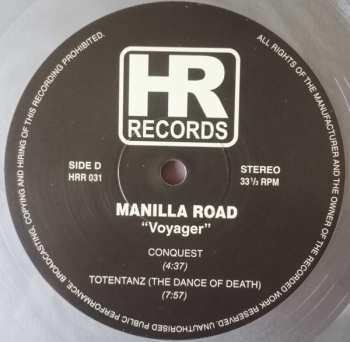 HR
RECORDS
SIDE D
HRR 031
STEREO
33 1/3 RPM
MANILLA ROAD
“Voyager”
CONQUEST
(4:37)
TOTENTANZ (THE DANCE OF DEATH)
(7:57)
ALL RIGHTS OF THE MANUFACTURER AND THE OWNER OF THE RECORDED WORK RESERVED. UNAUTHORISED PUBLIC PERFORMANCE, BROADCASTING, COPYING AND HIRING OF THIS RECORDING PROHIBITED.